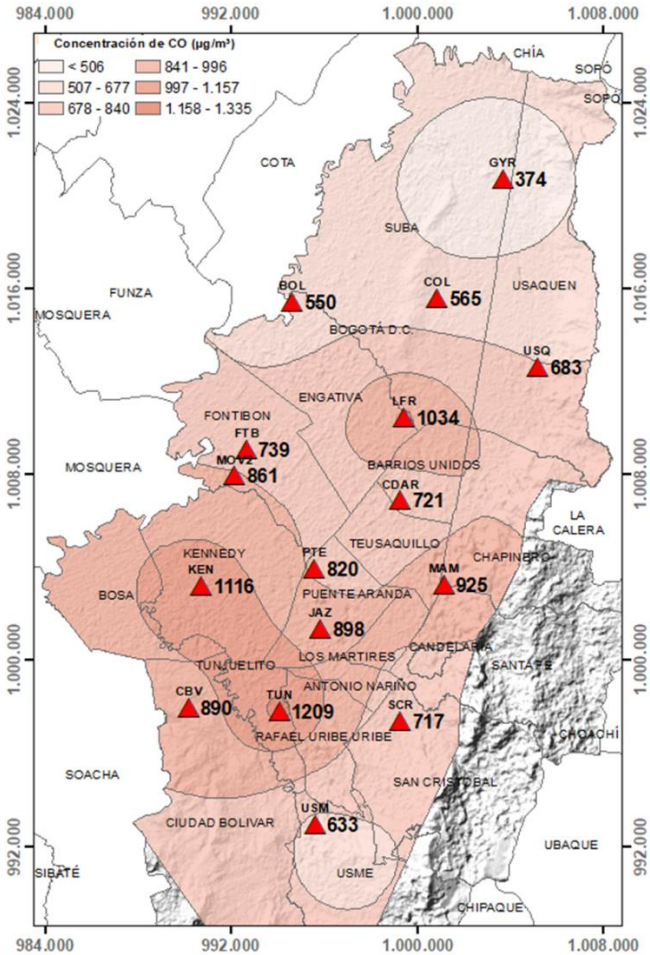 984.000 992.000 1.000.000 1.008.000
Concentración de CO (µg/m³)
< 506 841 - 996
507 - 677 997 - 1.157
678 - 840 1.158 - 1.335
CHÍA
SOPÓ
SOPÓ
1.024.000 1.024.000
COTA
GYR
374
SUBA
BOL
550
COL
565
USAQUEN
FUNZA
1.016.000 1.016.000
MOSQUERA
BOGOTÁ D.C.
USQ
683
ENGATIVA
LFR
1034
FONTIBON
FTB
739
MOV2
861
MOSQUERA
BARRIOS UNIDOS
1.008.000 1.008.000
CDAR
721
LA
CALERA
TEUSAQUILLO
CHAPINERO
KENNEDY
KEN
1116
PTE
820
MAM
925
BOSA
PUENTE ARANDA
JAZ
898
CANDELARIA
LOS MARTIRES
TUNJUELITO
SANTA FE
1.000.000 1.000.000
ANTONIO NARIÑO
CBV
890
TUN
1209
SCR
717
RAFAEL URIBE URIBE
CHOACHÍ
SOACHA
SAN CRISTOBAL
USM
633
CIUDAD BOLIVAR
UBAQUE
992.000 992.000
SIBATÉ
USME
CHIPAQUE
984.000 992.000 1.000.000 1.008.000